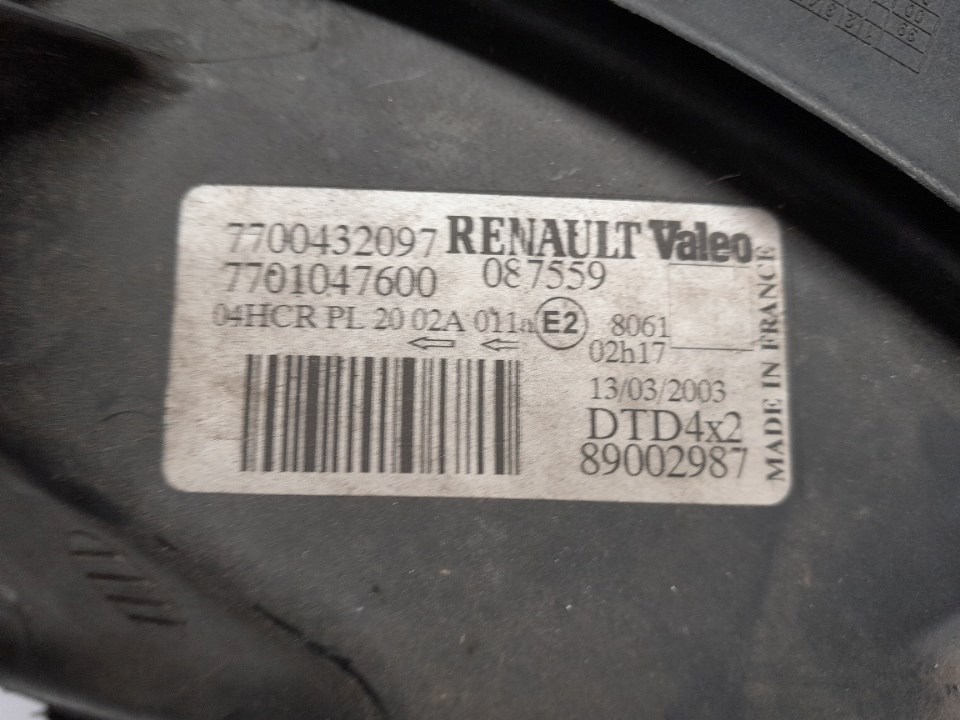 7700432097 RENAULT Valeo
7701047600 087559
04HCR PL 20 02A 011a E2 8061
02h17
13/03/2003
DTD4x2
89002987
MADE IN FRANCE